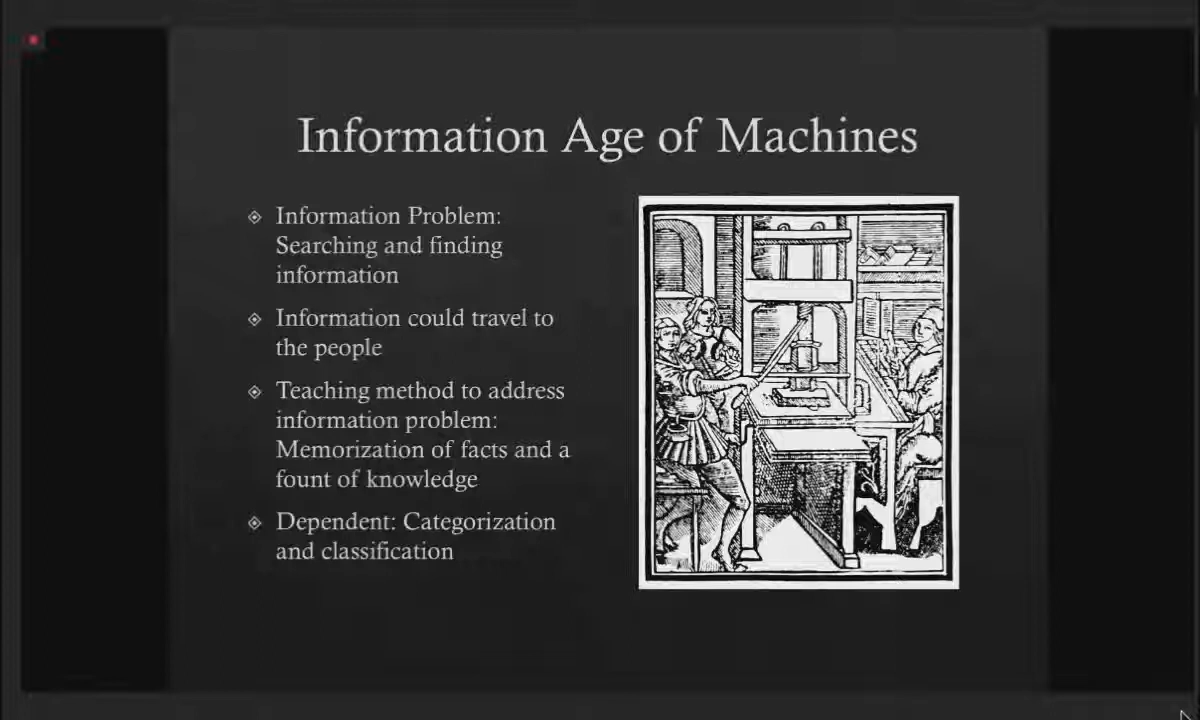 Information Age of Machines
Information Problem:
Searching and finding
information
Information could travel to
the people
Teaching method to address
information problem:
Memorization of facts and a
fount of knowledge
Dependent: Categorization
and classification